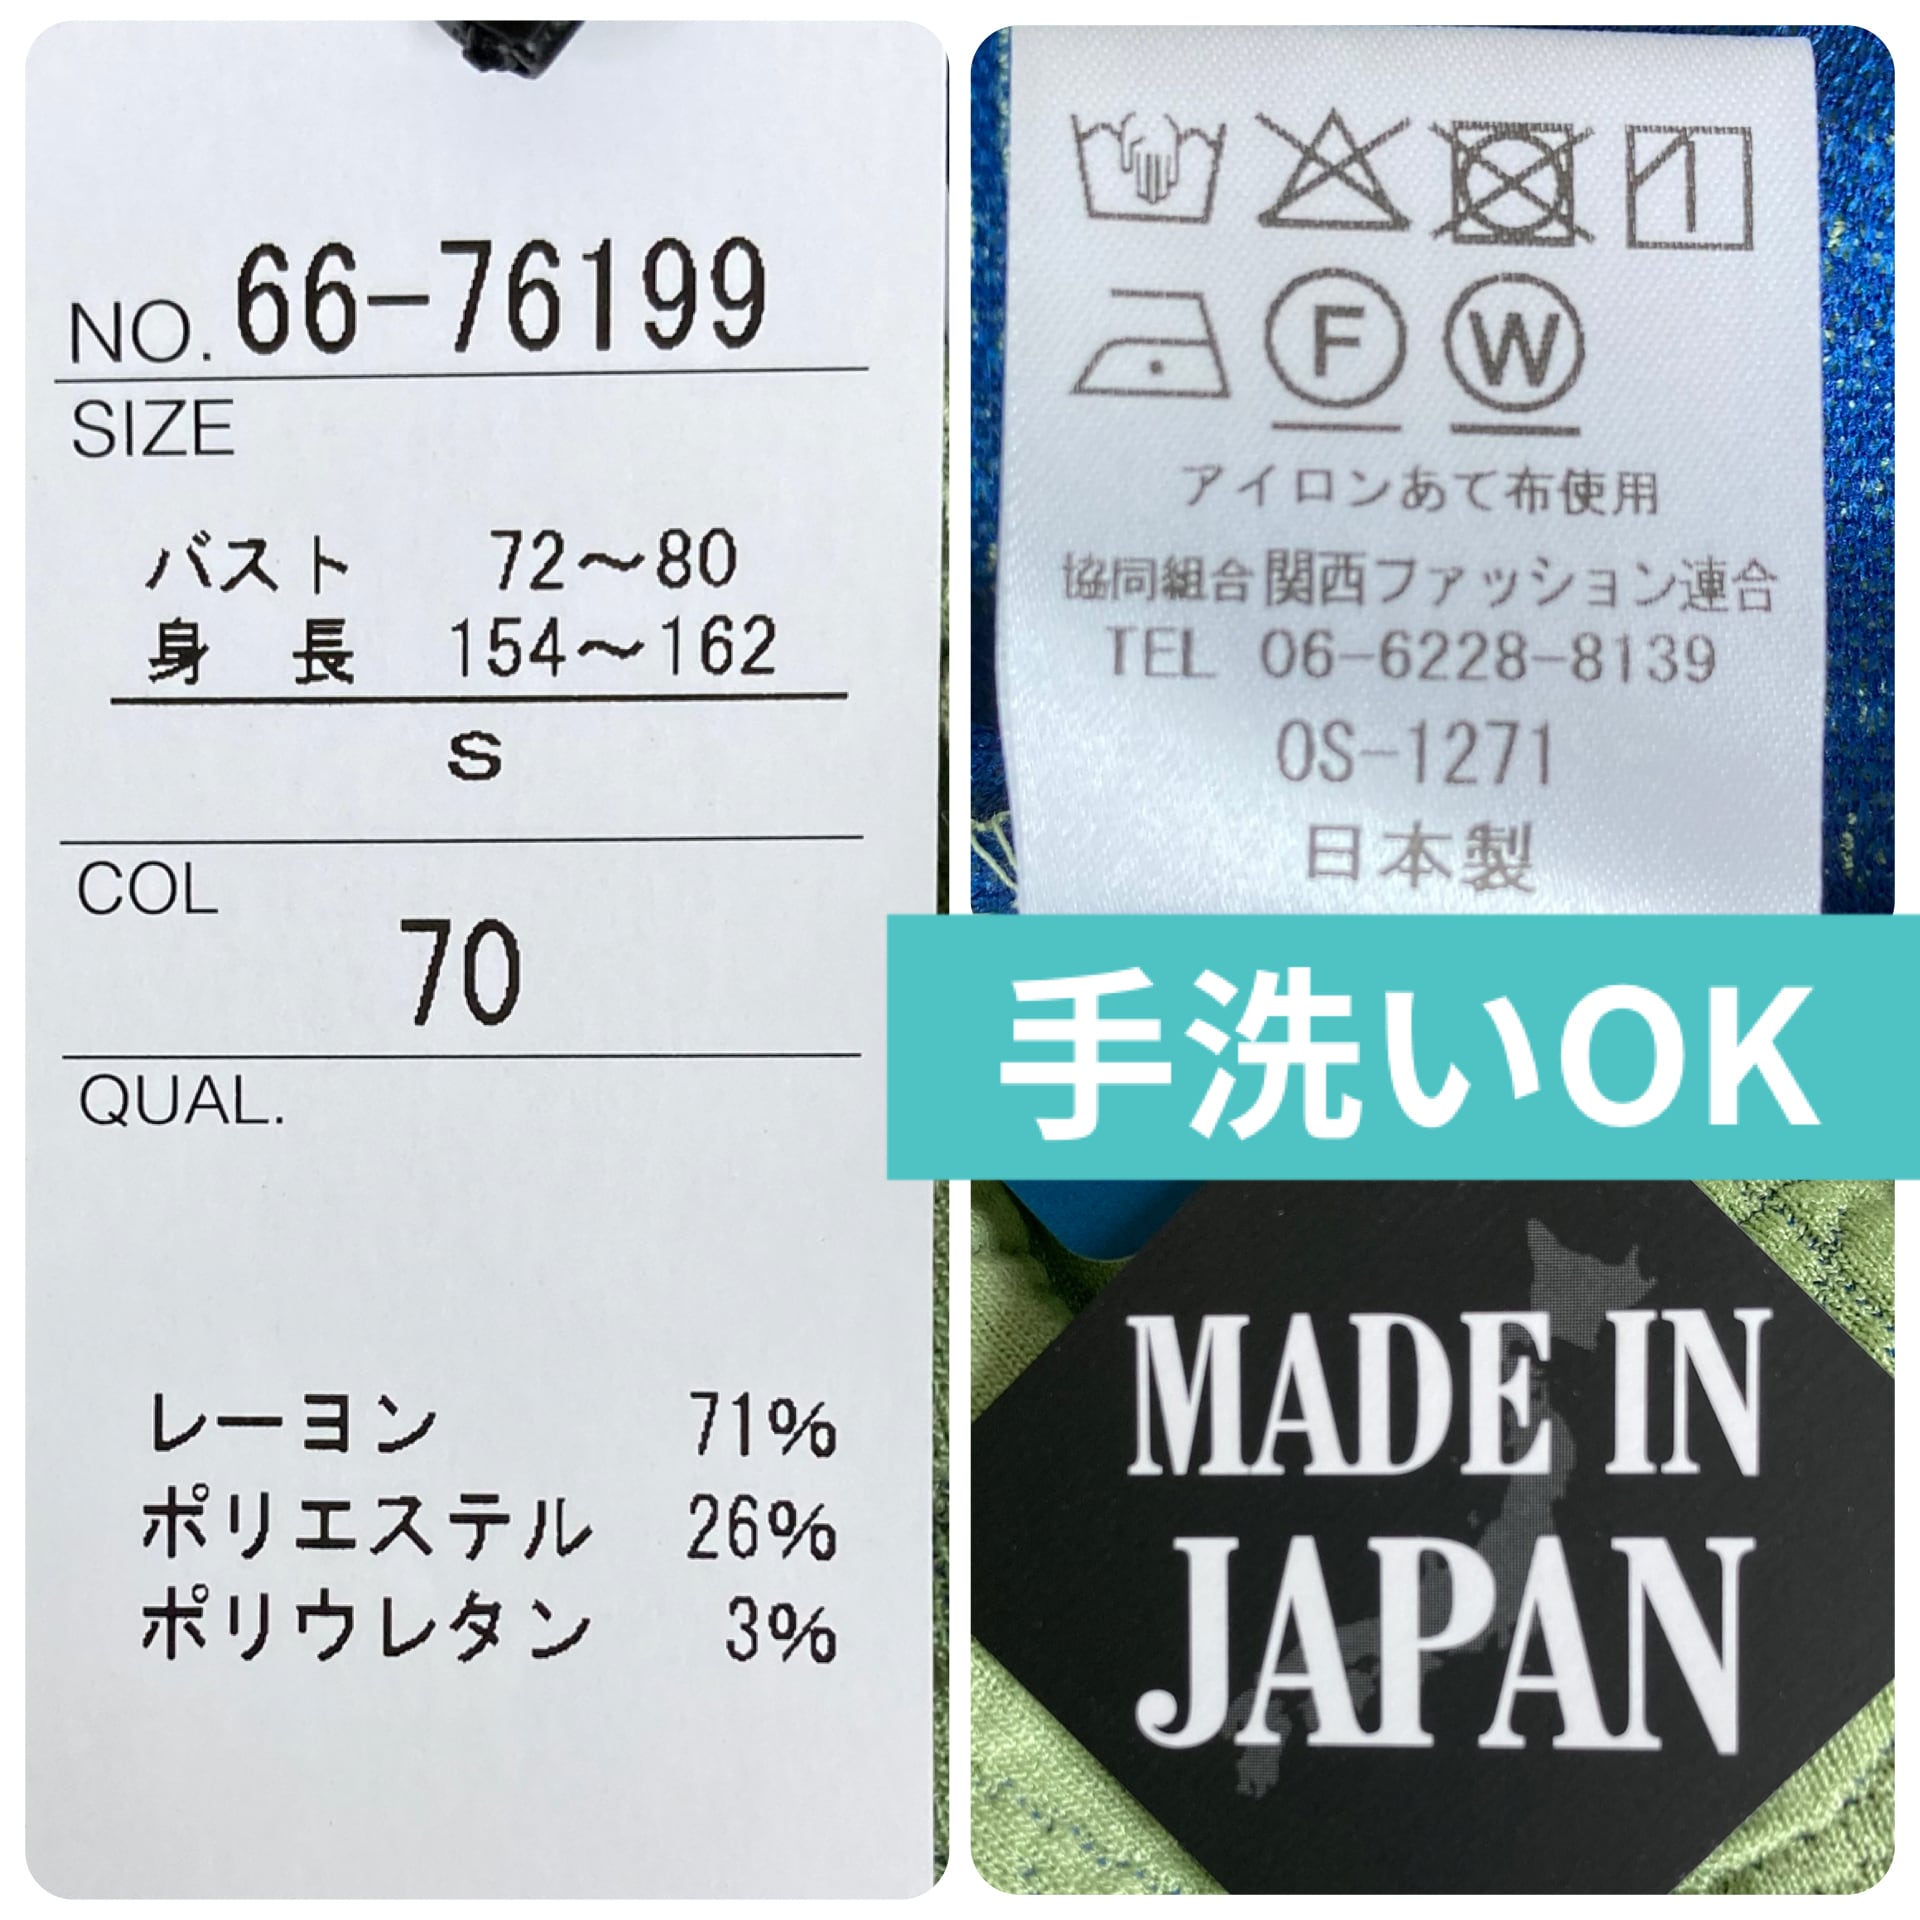 NO. 66-76199
SIZE
バスト 72～80
身 長 154～162
S
COL
70
QUAL.
レーヨン 71%
ポリエステル 26%
ポリウレタン 3%
F W
アイロンあて布使用
協同組合関西ファッション連合
TEL 06-6228-8139
OS-1271
日本製
手洗いOK
MADE IN
JAPAN